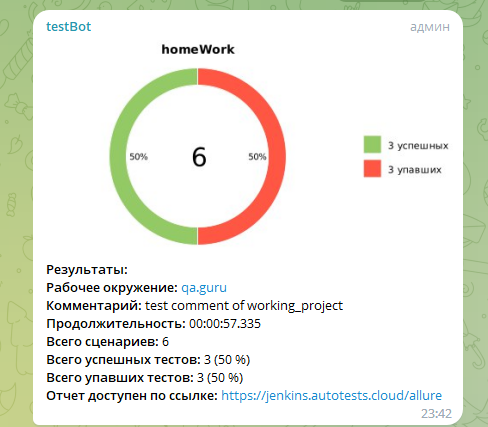 testBot админ
homeWork
50% 6 50%
3 успешных
3 упавших
Результаты:
Рабочее окружение: qa.guru
Комментарий: test comment of working_project
Продолжительность: 00:00:57.335
Всего сценариев: 6
Всего успешных тестов: 3 (50 %)
Всего упавших тестов: 3 (50 %)
Отчет доступен по ссылке: https://jenkins.autotests.cloud/allure
23:42